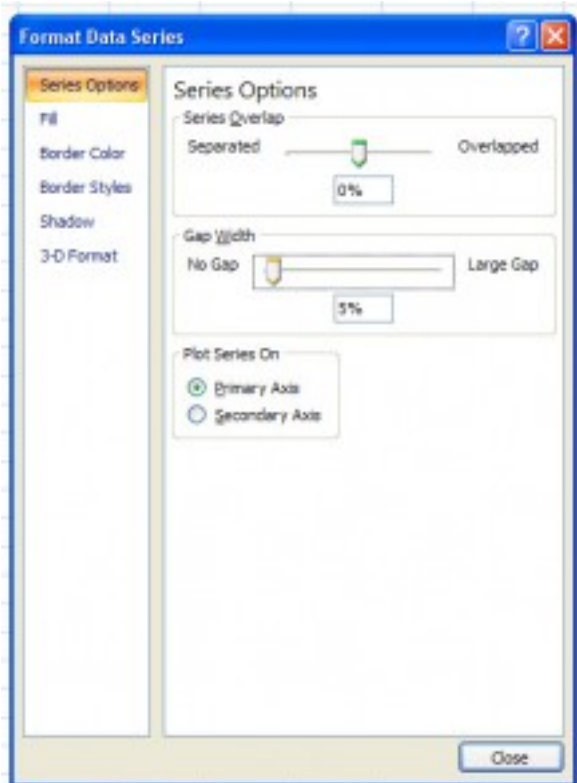 Format Data Series
Series Options
Fill
Border Color
Border Styles
Shadow
3-D Format
Series Options
Series Overlap
Separated Overlapped
0%
Gap Width
No Gap Large Gap
5%
Plot Series On
Primary Axis
Secondary Axis
Close